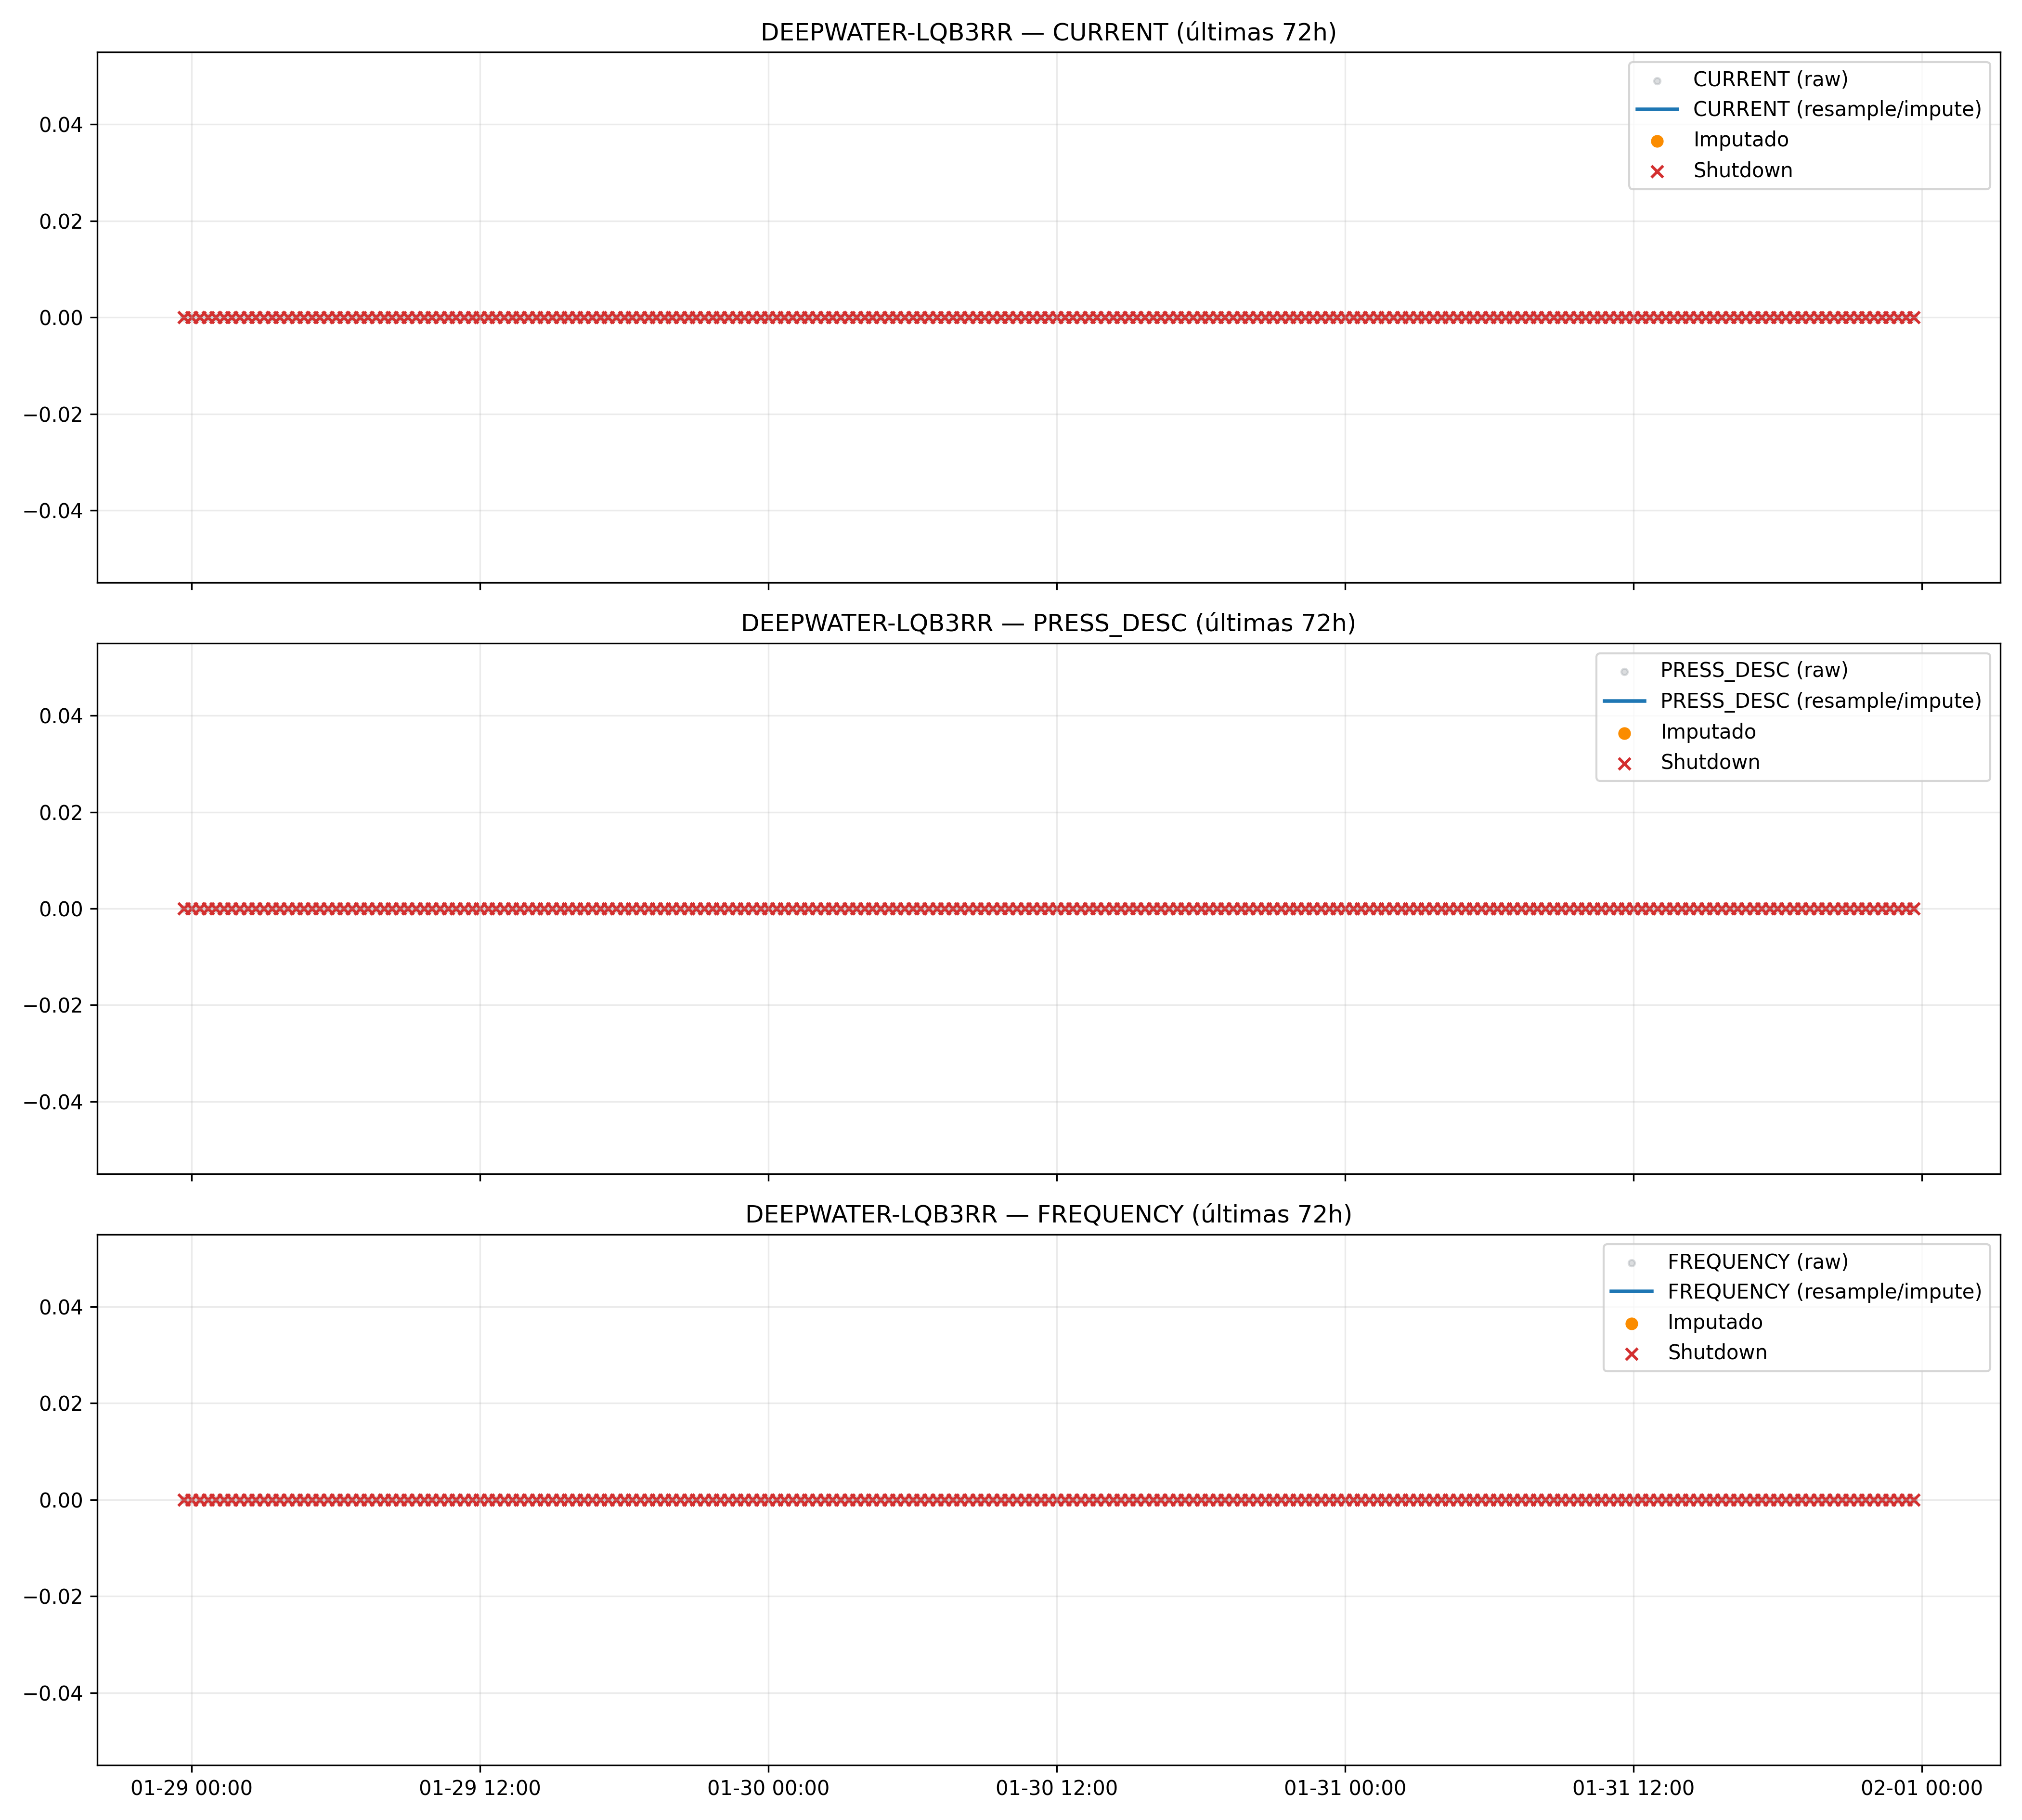 DEEPWATER-LQB3RR — CURRENT (últimas 72h)
CURRENT (raw)
CURRENT (resample/impute)
Imputado
Shutdown
0.04
0.02
0.00
−0.02
−0.04
DEEPWATER-LQB3RR — PRESS_DESC (últimas 72h)
PRESS_DESC (raw)
PRESS_DESC (resample/impute)
Imputado
Shutdown
0.04
0.02
0.00
−0.02
−0.04
DEEPWATER-LQB3RR — FREQUENCY (últimas 72h)
FREQUENCY (raw)
FREQUENCY (resample/impute)
Imputado
Shutdown
0.04
0.02
0.00
−0.02
−0.04
01-29 00:00 01-29 12:00 01-30 00:00 01-30 12:00 01-31 00:00 01-31 12:00 02-01 00:00